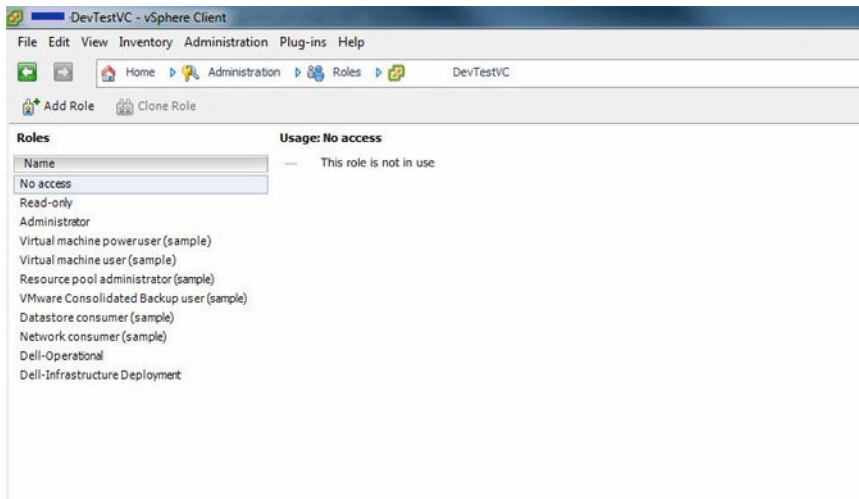 DevTestVC - vSphere Client
File Edit View Inventory Administration Plug-ins Help
Home Administration Roles DevTestVC
Add Role Clone Role
Roles
Usage: No access
Name
This role is not in use
No access
Read-only
Administrator
Virtual machine poweruser (sample)
Virtual machine user (sample)
Resource pool administrator (sample)
VMware Consolidated Backup user (sample)
Datastore consumer (sample)
Network consumer (sample)
Dell-Operational
Dell-Infrastructure Deployment